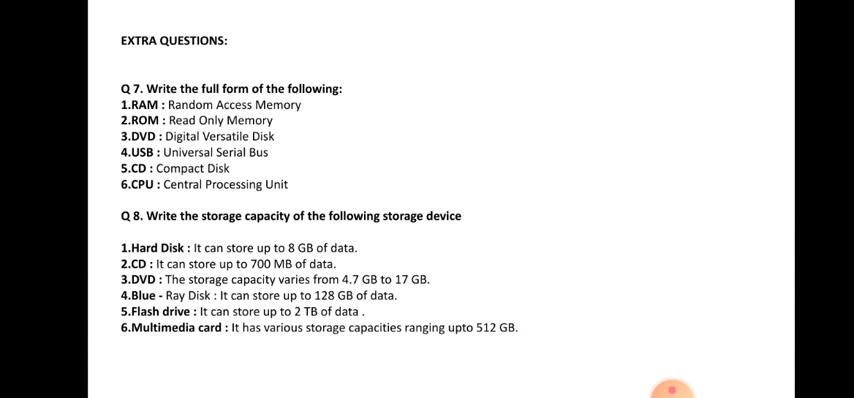 EXTRA QUESTIONS:
Q 7. Write the full form of the following:
1.RAM : Random Access Memory
2.ROM : Read Only Memory
3.DVD : Digital Versatile Disk
4.USB : Universal Serial Bus
5.CD : Compact Disk
6.CPU : Central Processing Unit
Q 8. Write the storage capacity of the following storage device
1.Hard Disk : It can store up to 8 GB of data.
2.CD : It can store up to 700 MB of data.
3.DVD : The storage capacity varies from 4.7 GB to 17 GB.
4.Blue - Ray Disk : It can store up to 128 GB of data.
5.Flash drive : It can store up to 2 TB of data .
6.Multimedia card : It has various storage capacities ranging upto 512 GB.